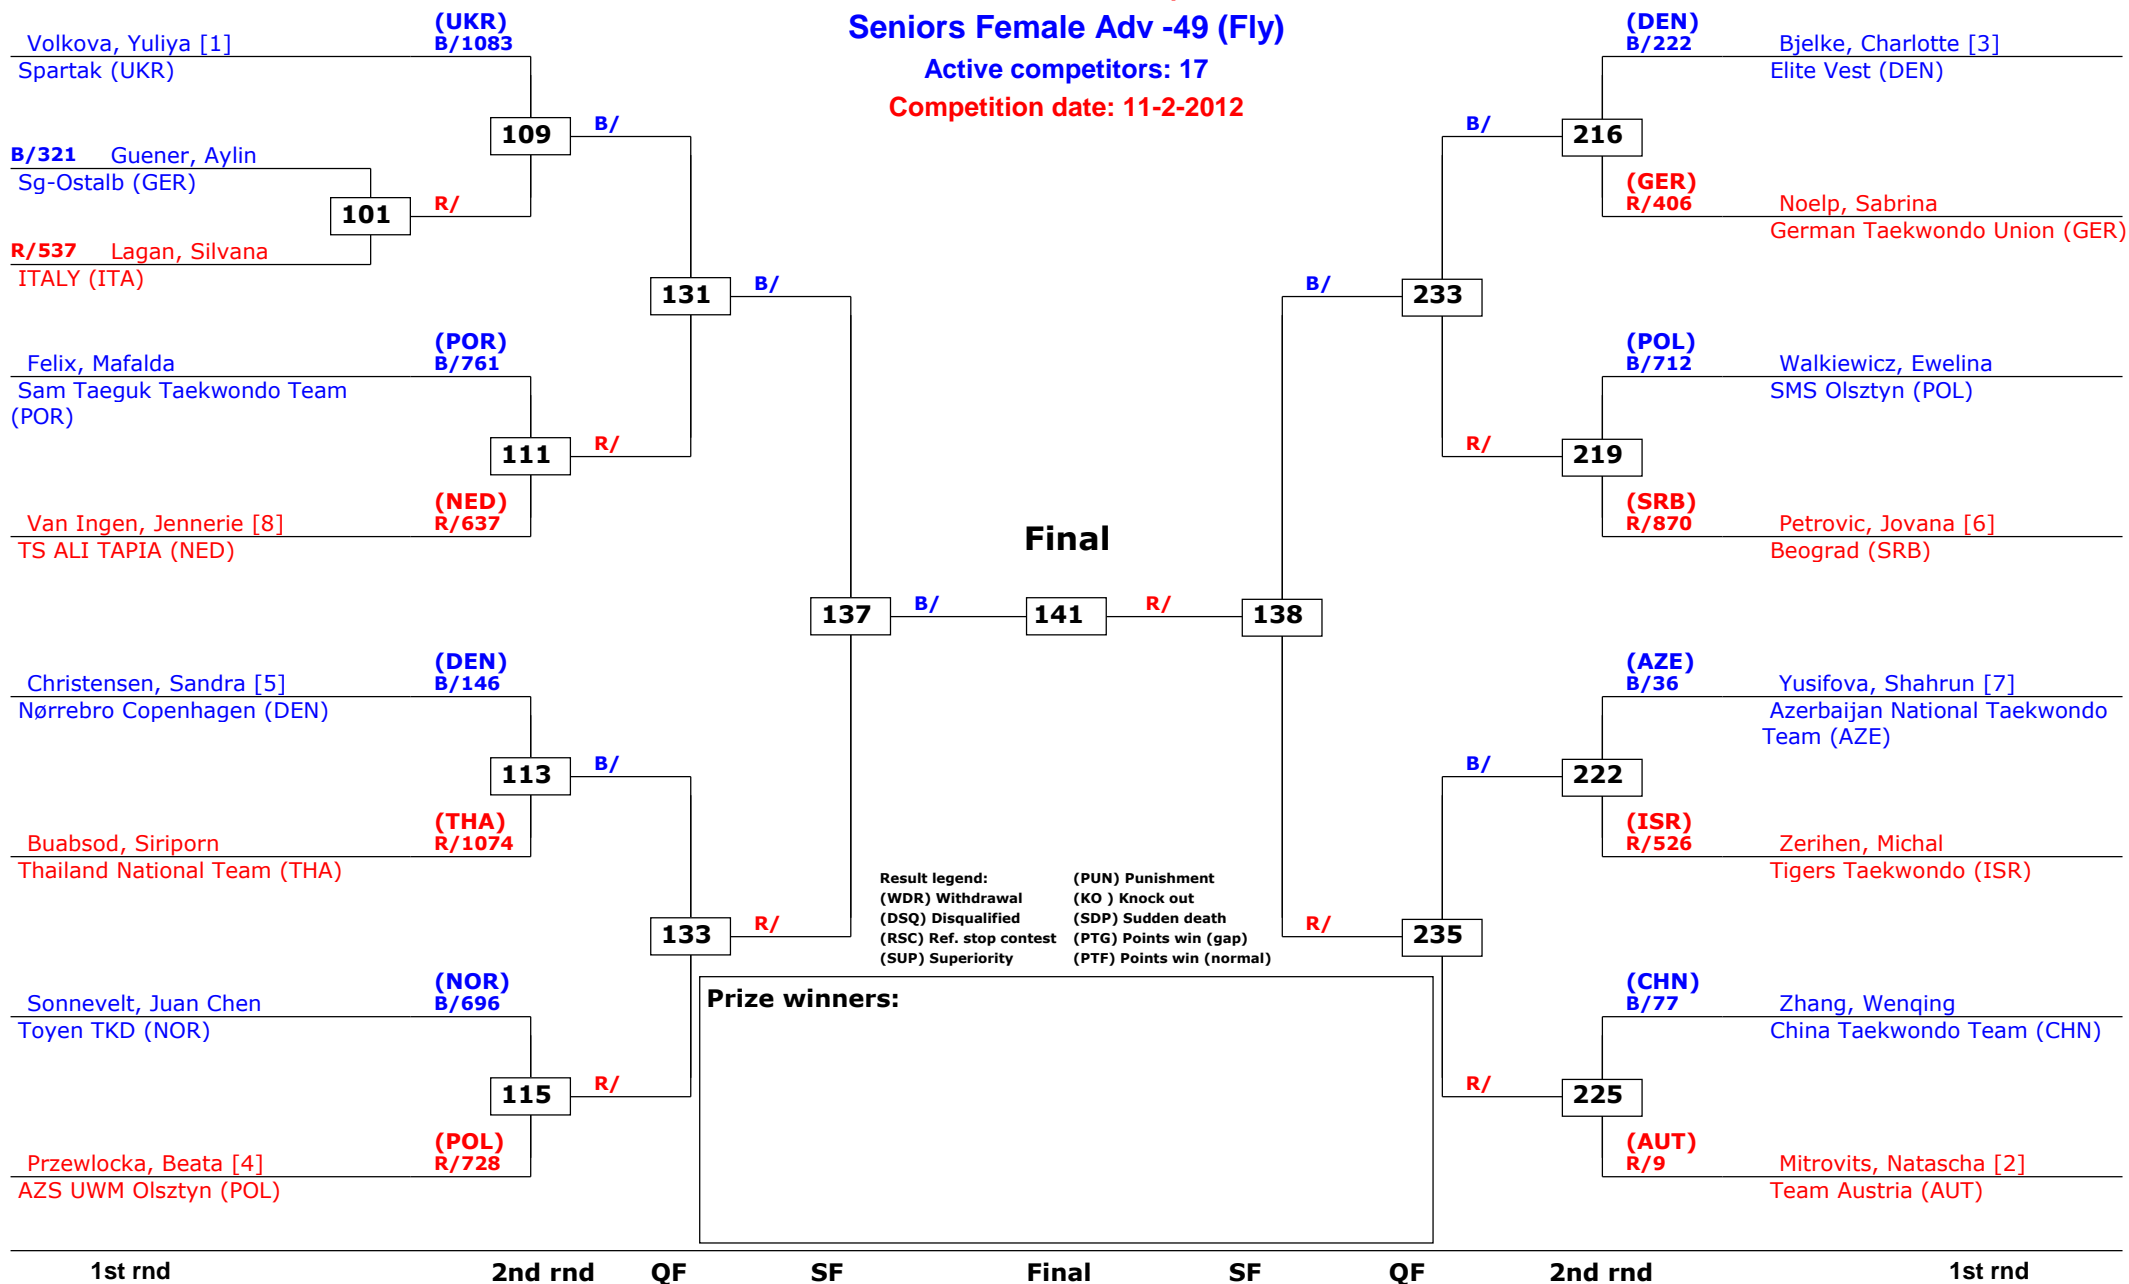 Seniors Female Adv -49 (Fly)
Active competitors: 17
Competition date: 11-2-2012
Volkova, Yuliya [1]
(UKR)
B/1083
Spartak (UKR)
109
B/
B/321 Guener, Aylin
Sg-Ostalb (GER)
101
R/
R/537 Lagan, Silvana
ITALY (ITA)
131
B/
Felix, Mafalda
(POR)
B/761
Sam Taeguk Taekwondo Team
(POR)
111
R/
Van Ingen, Jennerie [8]
(NED)
R/637
TS ALI TAPIA (NED)
137
B/
Christensen, Sandra [5]
(DEN)
B/146
Nørrebro Copenhagen (DEN)
113
B/
Buabsod, Siriporn
(THA)
R/1074
Thailand National Team (THA)
133
R/
Sonnevelt, Juan Chen
(NOR)
B/696
Toyen TKD (NOR)
115
R/
Przewlocka, Beata [4]
(POL)
R/728
AZS UWM Olsztyn (POL)
Final
141
R/
138
(DEN)
B/222
Bjelke, Charlotte [3]
Elite Vest (DEN)
B/
216
(GER)
R/406
Noelp, Sabrina
German Taekwondo Union (GER)
B/
233
(POL)
B/712
Walkiewicz, Ewelina
SMS Olsztyn (POL)
R/
219
(SRB)
R/870
Petrovic, Jovana [6]
Beograd (SRB)
(AZE)
B/36
Yusifova, Shahrun [7]
Azerbaijan National Taekwondo
Team (AZE)
B/
222
(ISR)
R/526
Zerihen, Michal
Tigers Taekwondo (ISR)
R/
235
(CHN)
B/77
Zhang, Wenqing
China Taekwondo Team (CHN)
R/
225
(AUT)
R/9
Mitrovits, Natascha [2]
Team Austria (AUT)
Result legend: (PUN) Punishment
(WDR) Withdrawal (KO ) Knock out
(DSQ) Disqualified (SDP) Sudden death
(RSC) Ref. stop contest (PTG) Points win (gap)
(SUP) Superiority (PTF) Points win (normal)
Prize winners:
1st rnd 2nd rnd QF SF Final SF QF 2nd rnd 1st rnd